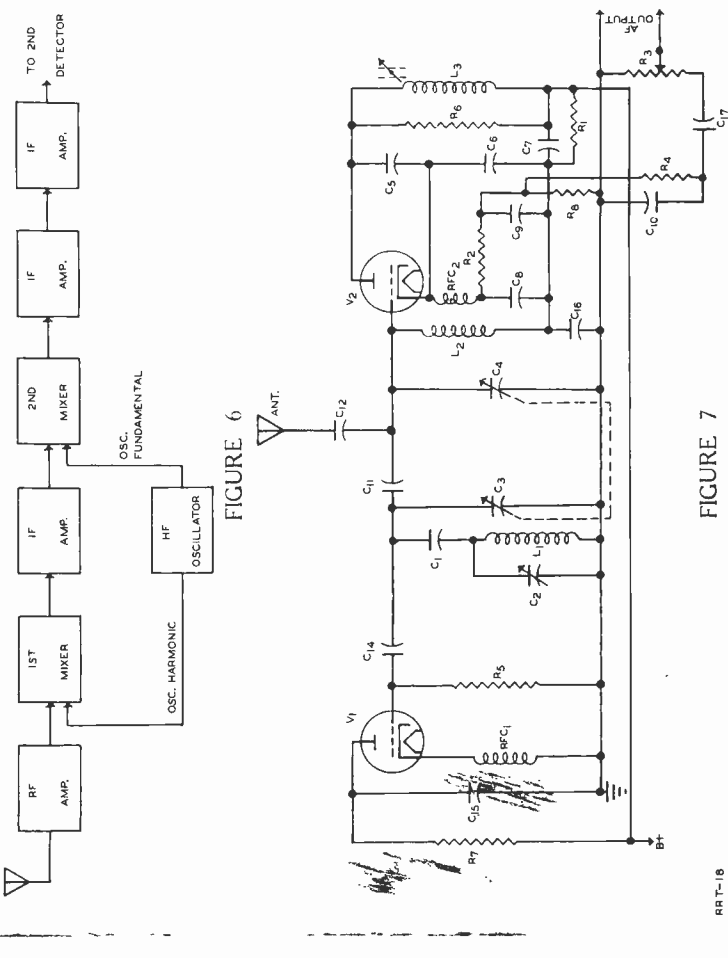 RF
AMP.
1ST
MIXER
IF
AMP.
2ND
MIXER
IF
AMP.
IF
AMP.
TO 2ND
DETECTOR
OSC. HARMONIC
HF
OSCILLATOR
OSC.
FUNDAMENTAL
FIGURE 6
ANT.
C12
V1
V2
C14
C11
C1
C2
L1
C3
C4
L2
RFC1
RFC2
R5
R7
C15
C16
C8
R2
C9
R8
C5
C6
C7
R6
L3
R1
R4
C10
C17
R3
AF
OUTPUT
B+
FIGURE 7
RRT-18